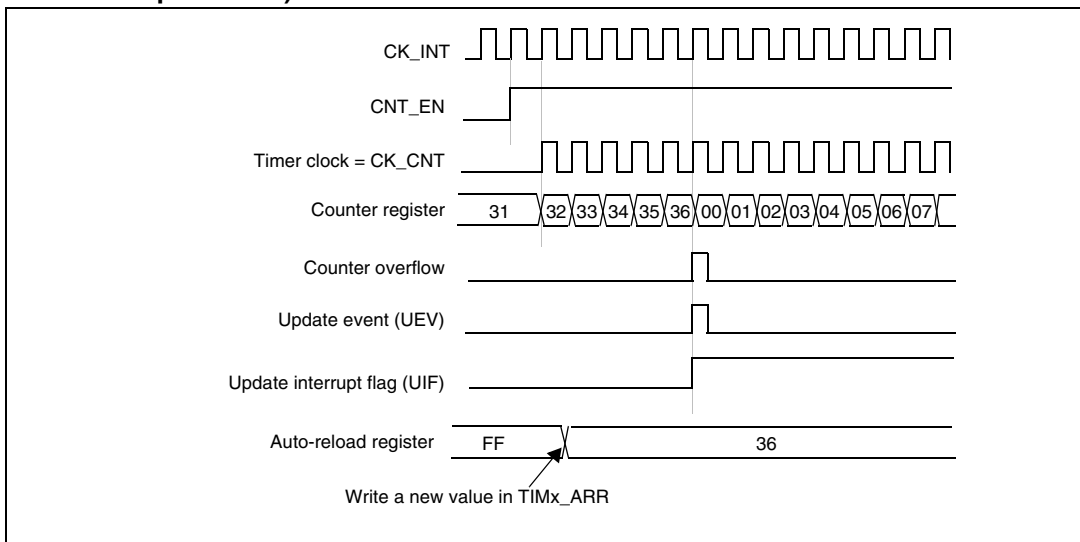 CK_INT
CNT_EN
Timer clock = CK_CNT
Counter register 31 32 33 34 35 36 00 01 02 03 04 05 06 07
Counter overflow
Update event (UEV)
Update interrupt flag (UIF)
Auto-reload register FF 36
Write a new value in TIMx_ARR